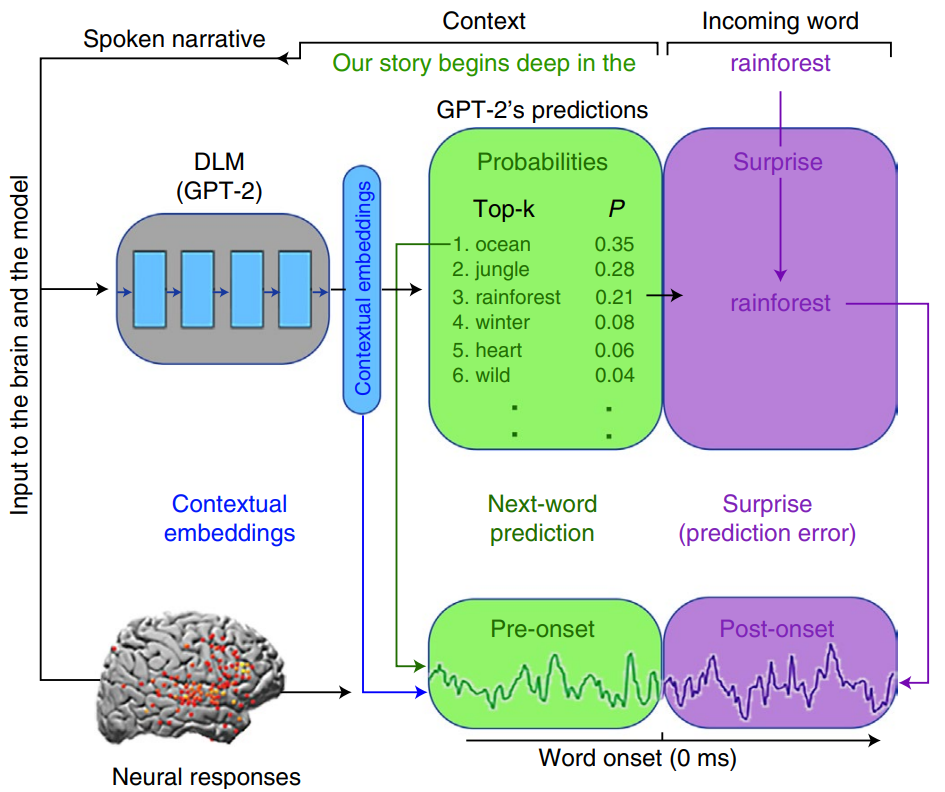 Context
Incoming word
Spoken narrative
Our story begins deep in the
rainforest
GPT-2's predictions
DLM
(GPT-2)
Probabilities
Surprise
Top-k P
1. ocean 0.35
2. jungle 0.28
3. rainforest 0.21
4. winter 0.08
5. heart 0.06
6. wild 0.04
rainforest
Contextual embeddings
Input to the brain and the model
Contextual
embeddings
Next-word
prediction
Surprise
(prediction error)
Pre-onset
Post-onset
Word onset (0 ms)
Neural responses